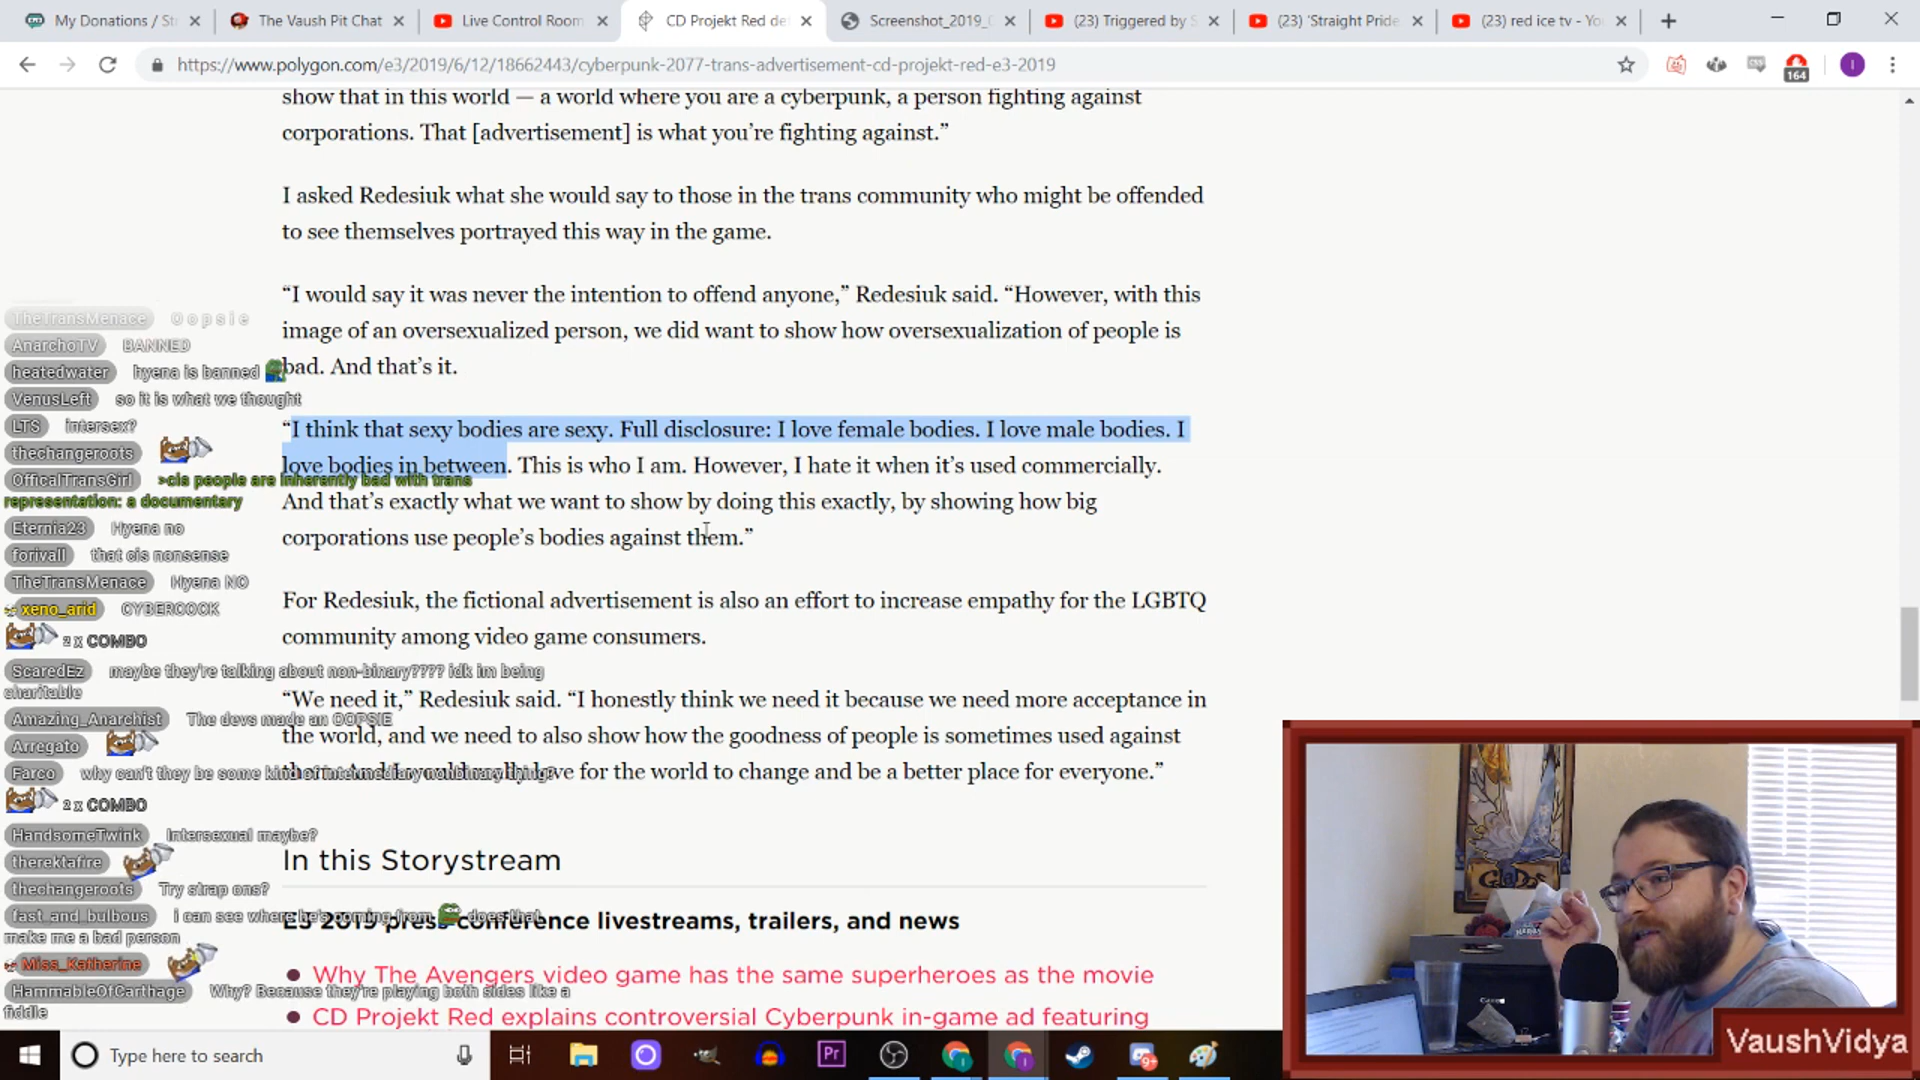 My Donations / St
The Vaush Pit Chat
Live Control Room
CD Projekt Red de
Screenshot_2019_
(23) Triggered by S
(23) 'Straight Pride
(23) red ice tv - Yo
https://www.polygon.com/e3/2019/6/12/18662443/cyberpunk-2077-trans-advertisement-cd-projekt-red-e3-2019
164
I
show that in this world — a world where you are a cyberpunk, a person fighting against
corporations. That [advertisement] is what you're fighting against.”
I asked Redesiuk what she would say to those in the trans community who might be offended
to see themselves portrayed this way in the game.
“I would say it was never the intention to offend anyone,” Redesiuk said. “However, with this
image of an oversexualized person, we did want to show how oversexualization of people is
bad. And that’s it.
“I think that sexy bodies are sexy. Full disclosure: I love female bodies. I love male bodies. I
love bodies in between. This is who I am. However, I hate it when it’s used commercially.
And that’s exactly what we want to show by doing this exactly, by showing how big
corporations use people’s bodies against them.”
For Redesiuk, the fictional advertisement is also an effort to increase empathy for the LGBTQ
community among video game consumers.
“We need it,” Redesiuk said. “I honestly think we need it because we need more acceptance in
the world, and we need to also show how the goodness of people is sometimes used against
them. And I would really love for the world to change and be a better place for everyone.”
In this Storystream
E3 2019 press conference livestreams, trailers, and news
Why The Avengers video game has the same superheroes as the movie
CD Projekt Red explains controversial Cyberpunk in-game ad featuring
TheTransMenace Oopsie
AnarchoTV BANNED
heatedwater hyena is banned
VenusLeft so it is what we thought
LTS Intersex?
thechangeroots
OfficalTransGirl >cis people are inherently bad with trans
representation: a documentary
Eternia23 Hyena no
forivall that cis nonsense
TheTransMenace Hyena NO
xeno_arid CYBERCOCK
2 x COMBO
ScaredEz maybe they're talking about non-binary???? idk im being
charitable
Amazing_Anarchist The devs made an OOPSIE
Arregato
Farco why can't they be some kind of intermediary nonbinary thing?
2 x COMBO
HandsomeTwink Intersexual maybe?
therektafire
thechangeroots Try strap ons?
fast_and_bulbous i can see where he's coming from does that
make me a bad person
Miss_Katherine
HammableOfCarthage Why? Because they're playing both sides like a
fiddle
VaushVidya
Type here to search
Pr
9+